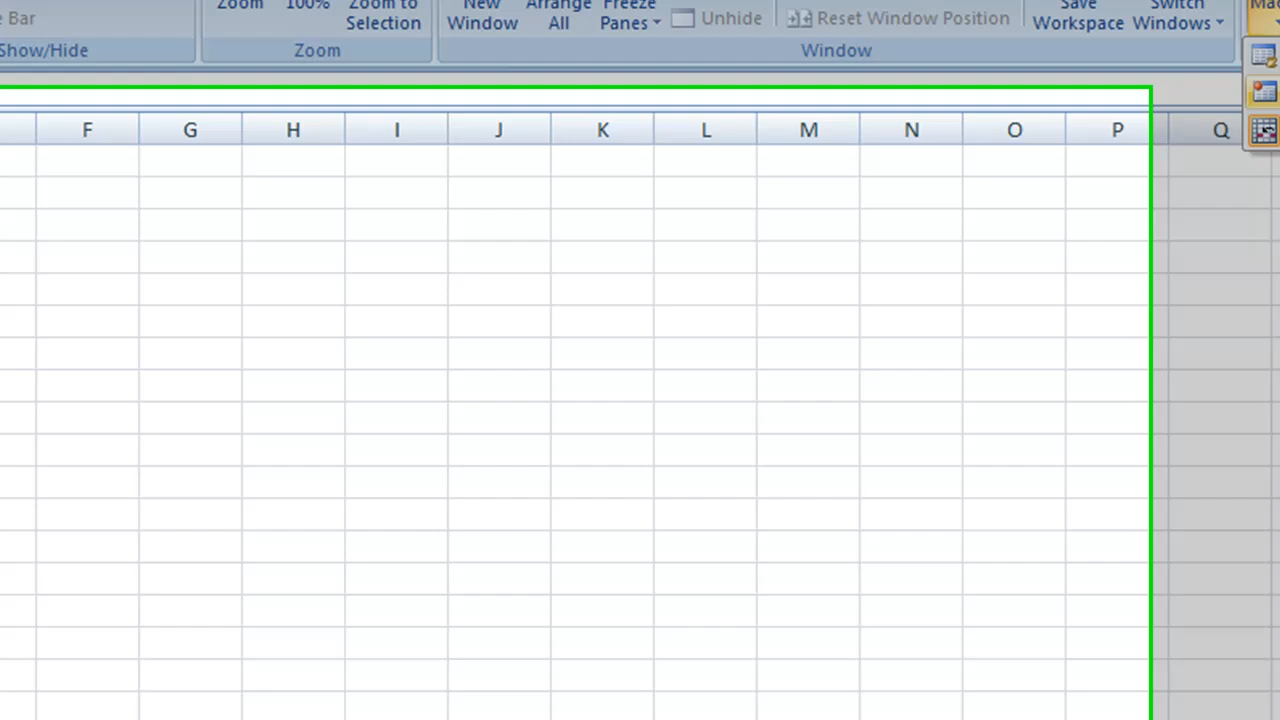 Zoom 100% Zoom to New Arrange Freeze Save Switch
e Bar Selection Window All Panes Unhide Reset Window Position Workspace Windows
Show/Hide Zoom Window
F G H I J K L M N O P Q